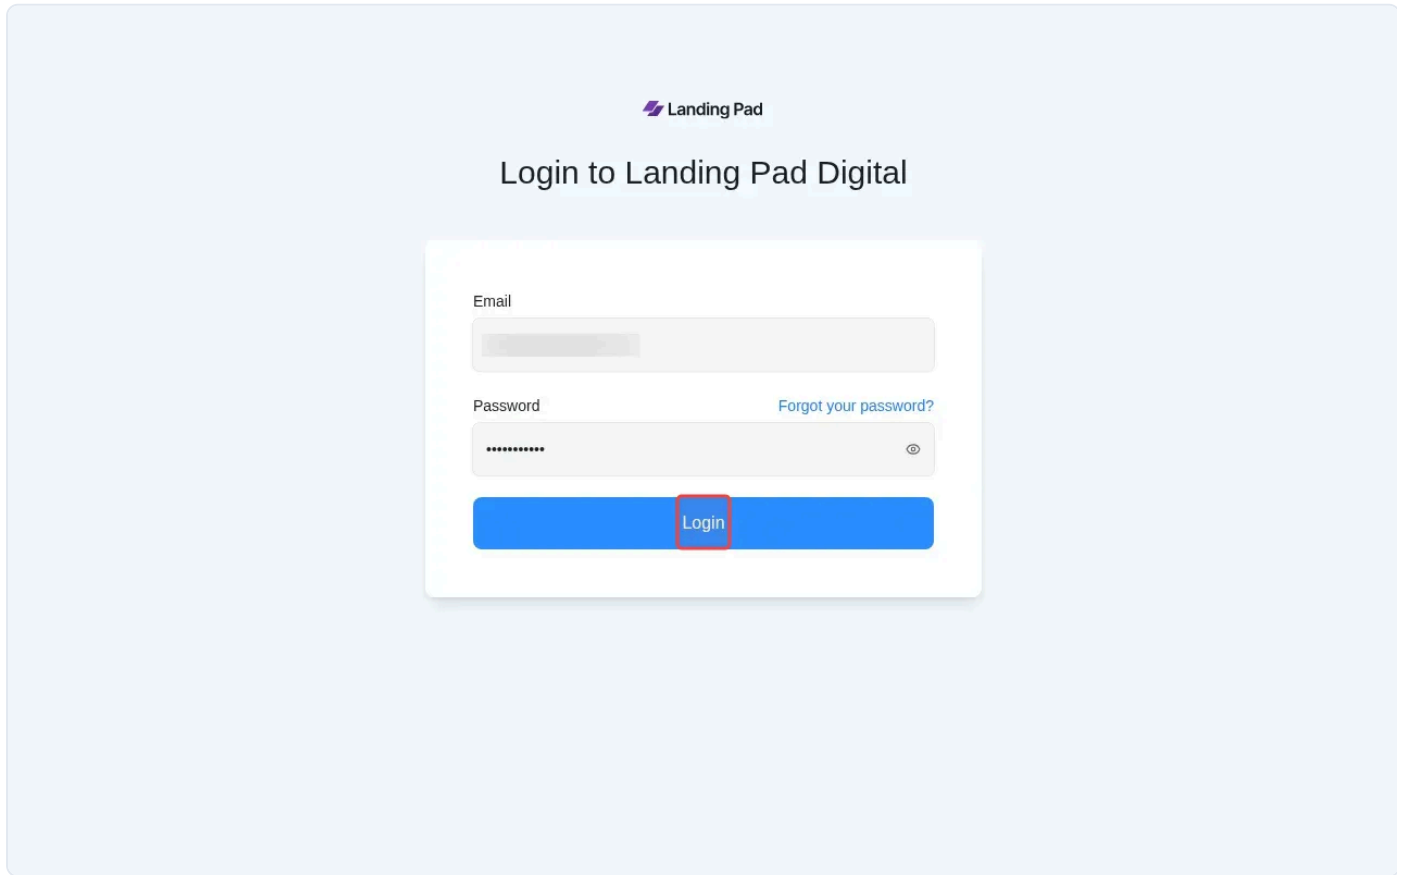 Landing Pad
Login to Landing Pad Digital
Email
Password Forgot your password?
•••••••••••
Login